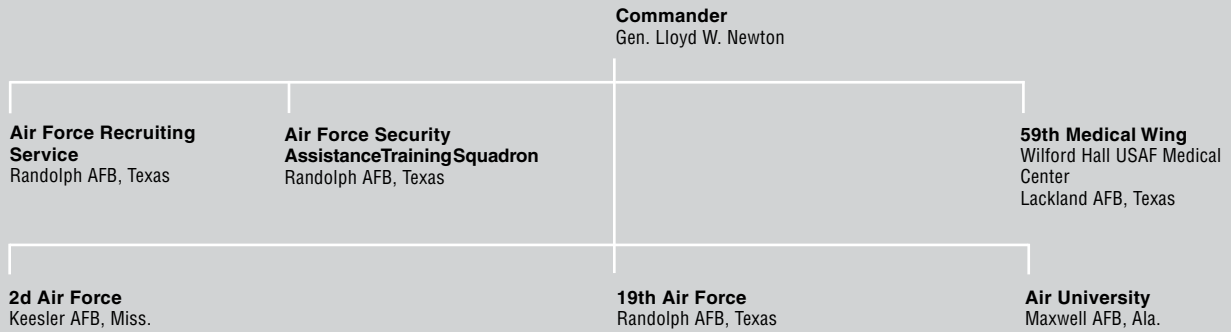 Commander
Gen. Lloyd W. Newton
Air Force Recruiting
Service
Randolph AFB, Texas
Air Force Security
AssistanceTrainingSquadron
Randolph AFB, Texas
59th Medical Wing
Wilford Hall USAF Medical
Center
Lackland AFB, Texas
2d Air Force
Keesler AFB, Miss.
19th Air Force
Randolph AFB, Texas
Air University
Maxwell AFB, Ala.